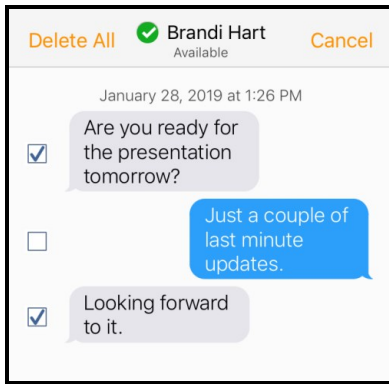 Delete All Brandi Hart Cancel
Available
January 28, 2019 at 1:26 PM
Are you ready for
the presentation
tomorrow?
Just a couple of
last minute
updates.
Looking forward
to it.